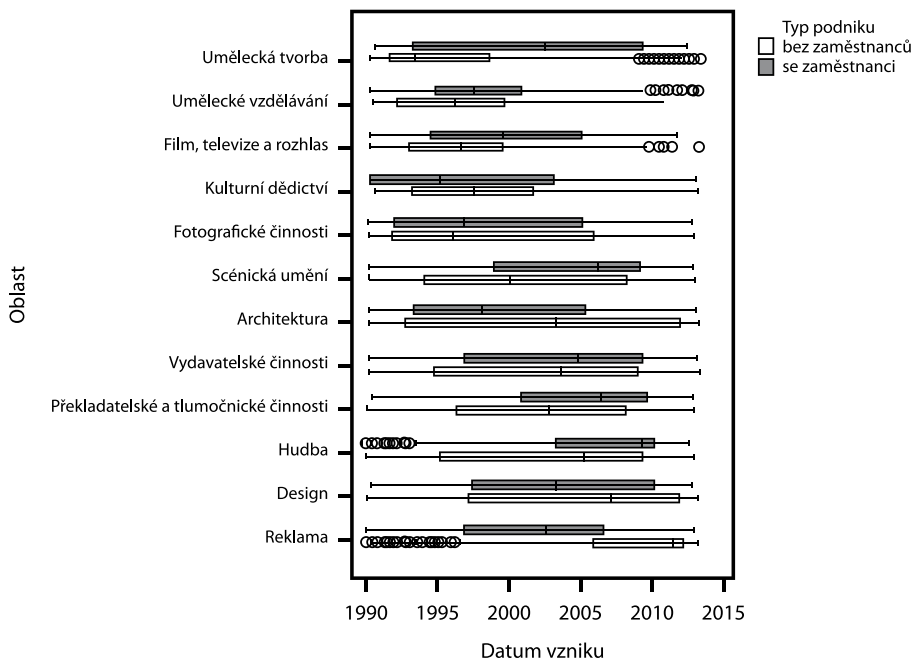 Typ podniku
bez zaměstnanců
se zaměstnanci
Oblast
Umělecká tvorba
Umělecké vzdělávání
Film, televize a rozhlas
Kulturní dědictví
Fotografické činnosti
Scénická umění
Architektura
Vydavatelské činnosti
Překladatelské a tlumočnické činnosti
Hudba
Design
Reklama
1990 1995 2000 2005 2010 2015
Datum vzniku